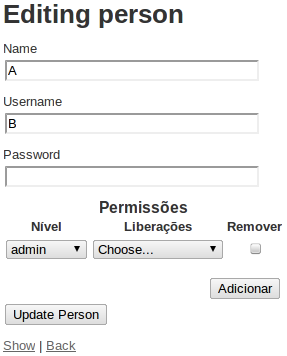 Editing person
Name
A
Username
B
Password
Permissões
Nível Liberações Remover
admin Choose...
Adicionar
Update Person
Show | Back